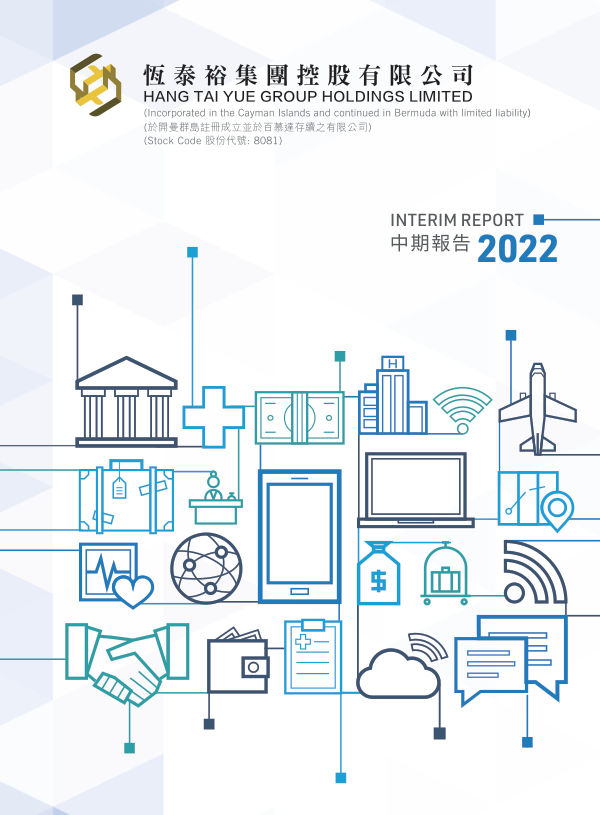 恆泰裕集團控股有限公司
HANG TAI YUE GROUP HOLDINGS LIMITED
(Incorporated in the Cayman Islands and continued in Bermuda with limited liability)
(於開曼群島註冊成立並於百慕達存續之有限公司)
(Stock Code 股份代號: 8081)
INTERIM REPORT
中期報告 2022
H
$